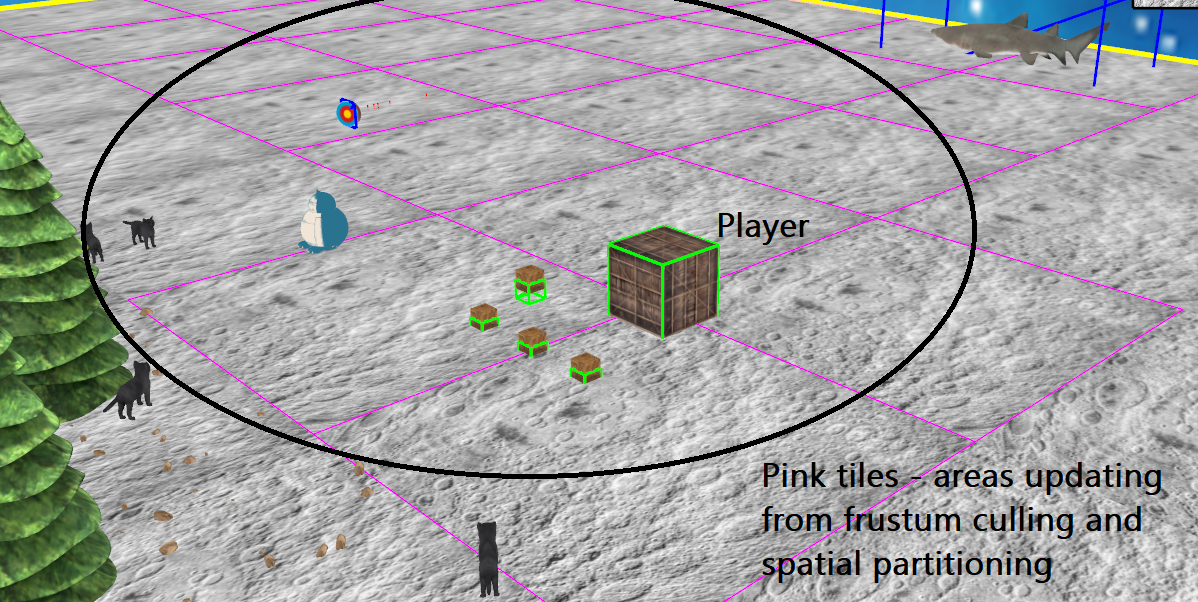 Player
Pink tiles - areas updating
from frustum culling and
spatial partitioning